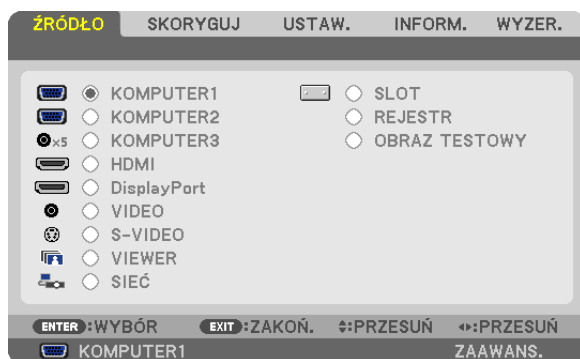 ŹRÓDŁO SKORYGUJ USTAW. INFORM. WYZER.
KOMPUTER1
KOMPUTER2
×5 KOMPUTER3
HDMI
DisplayPort
VIDEO
S-VIDEO
VIEWER
SIEĆ
SLOT
REJESTR
OBRAZ TESTOWY
ENTER:WYBÓR EXIT:ZAKOŃ. :PRZESUŃ :PRZESUŃ
KOMPUTER1 ZAAWANS.